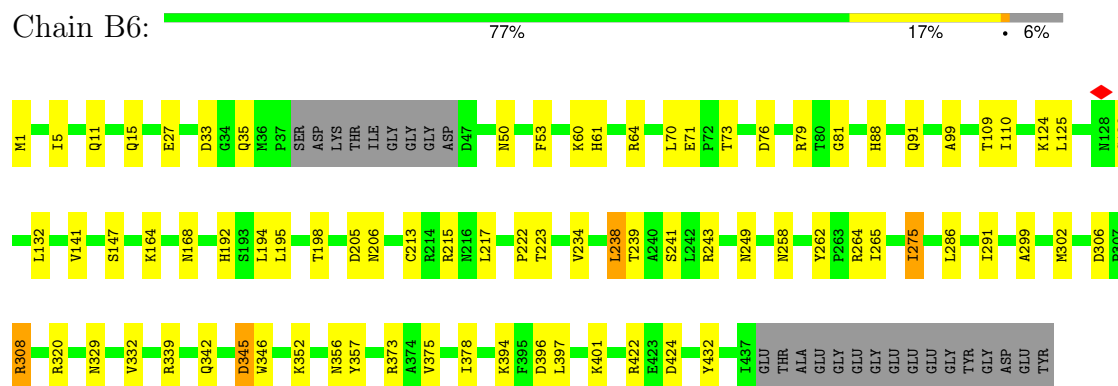 Chain B6:
77% 17% • 6%
M1 I5 Q11 Q15 E27 D33 G34 Q35 M36 P37 SER ASP LYS THR ILE GLY GLY GLY ASP D47 N50 F53 K60 H61 R64 L70 E71 P72 T73 D76 R79 T80 G81 H88 Q91 A99 T109 I110 K124 L125 N128
L132 V141 S147 K164 N168 H192 S193 L194 L195 T198 D205 N206 C213 R214 R215 N216 L217 P222 T223 V234 L238 T239 A240 S241 L242 R243 N249 N258 Y262 P263 R264 I265 I275 L286 I291 A299 M302 D306 P307
R308 R320 N329 V332 R339 Q342 D345 W346 K352 N356 Y357 R373 A374 V375 I378 K394 F395 D396 L397 K401 R422 E423 D424 Y432 I437 GLU THR ALA GLU GLY GLU GLY GLU GLU GLU GLY TYR GLY ASP GLU TYR